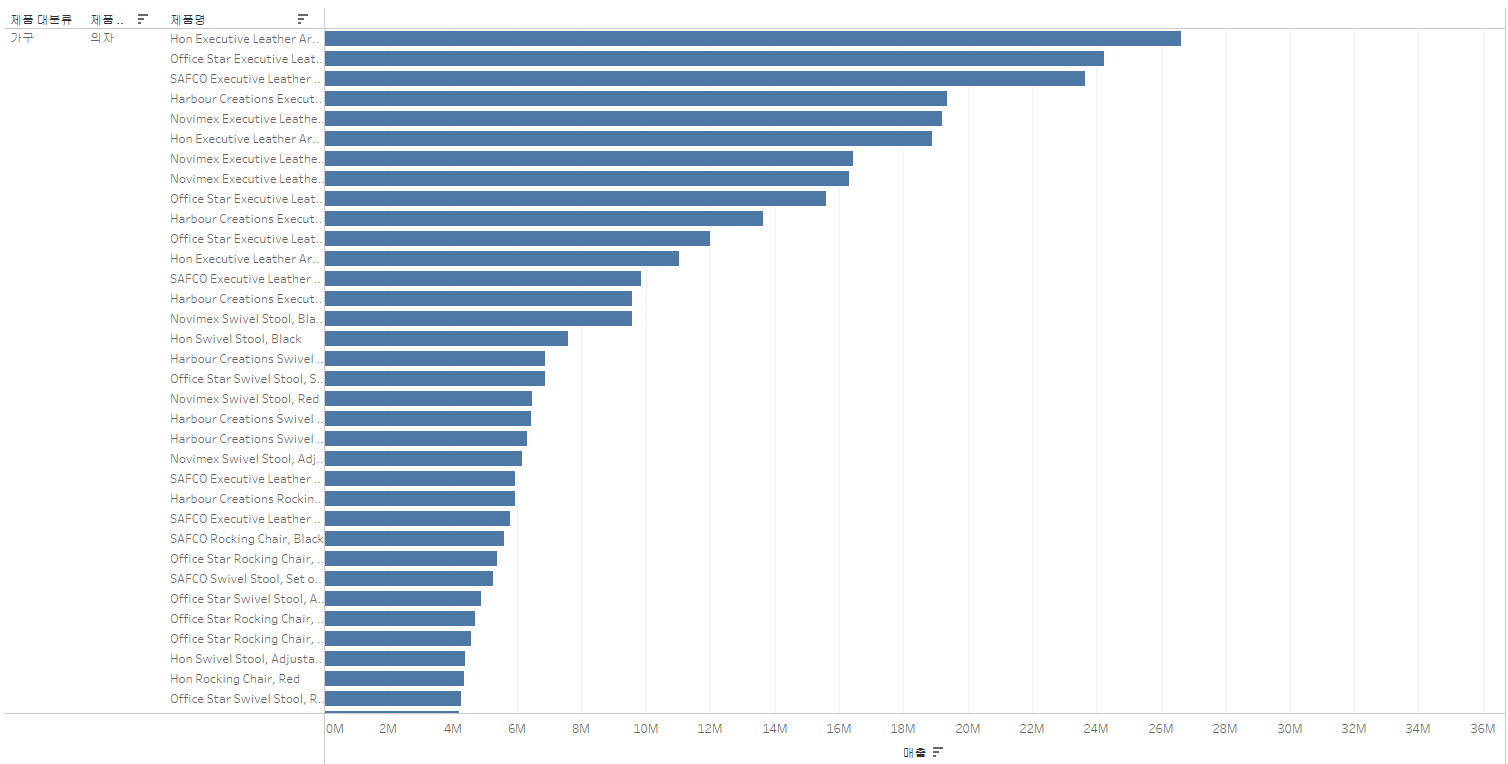 제품 대분류 제품 .. 제품명
가구 의자 Hon Executive Leather Ar..
Office Star Executive Leat..
SAFCO Executive Leather ..
Harbour Creations Execut..
Novimex Executive Leathe..
Hon Executive Leather Ar..
Novimex Executive Leathe..
Novimex Executive Leathe..
Office Star Executive Leat..
Harbour Creations Execut..
Office Star Executive Leat..
Hon Executive Leather Ar..
SAFCO Executive Leather ..
Harbour Creations Execut..
Novimex Swivel Stool, Bla..
Hon Swivel Stool, Black
Harbour Creations Swivel ..
Office Star Swivel Stool, S..
Novimex Swivel Stool, Red
Harbour Creations Swivel ..
Harbour Creations Swivel ..
Novimex Swivel Stool, Adj..
SAFCO Executive Leather ..
Harbour Creations Rockin..
SAFCO Executive Leather ..
SAFCO Rocking Chair, Black
Office Star Rocking Chair, ..
SAFCO Swivel Stool, Set o..
Office Star Swivel Stool, A..
Office Star Rocking Chair, ..
Office Star Rocking Chair, ..
Hon Swivel Stool, Adjusta..
Hon Rocking Chair, Red
Office Star Swivel Stool, R..
0M 2M 4M 6M 8M 10M 12M 14M 16M 18M 20M 22M 24M 26M 28M 30M 32M 34M 36M
매출